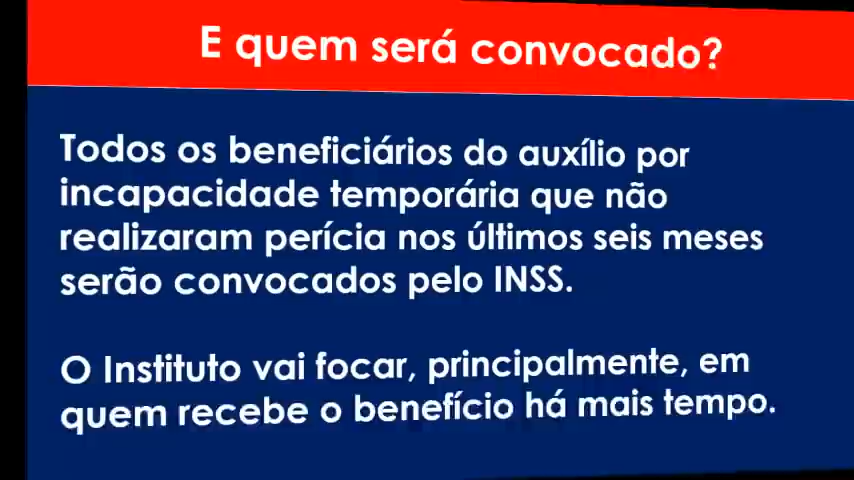 E quem será convocado?
Todos os beneficiários do auxílio por
incapacidade temporária que não
realizaram perícia nos últimos seis meses
serão convocados pelo INSS.
O Instituto vai focar, principalmente, em
quem recebe o benefício há mais tempo.